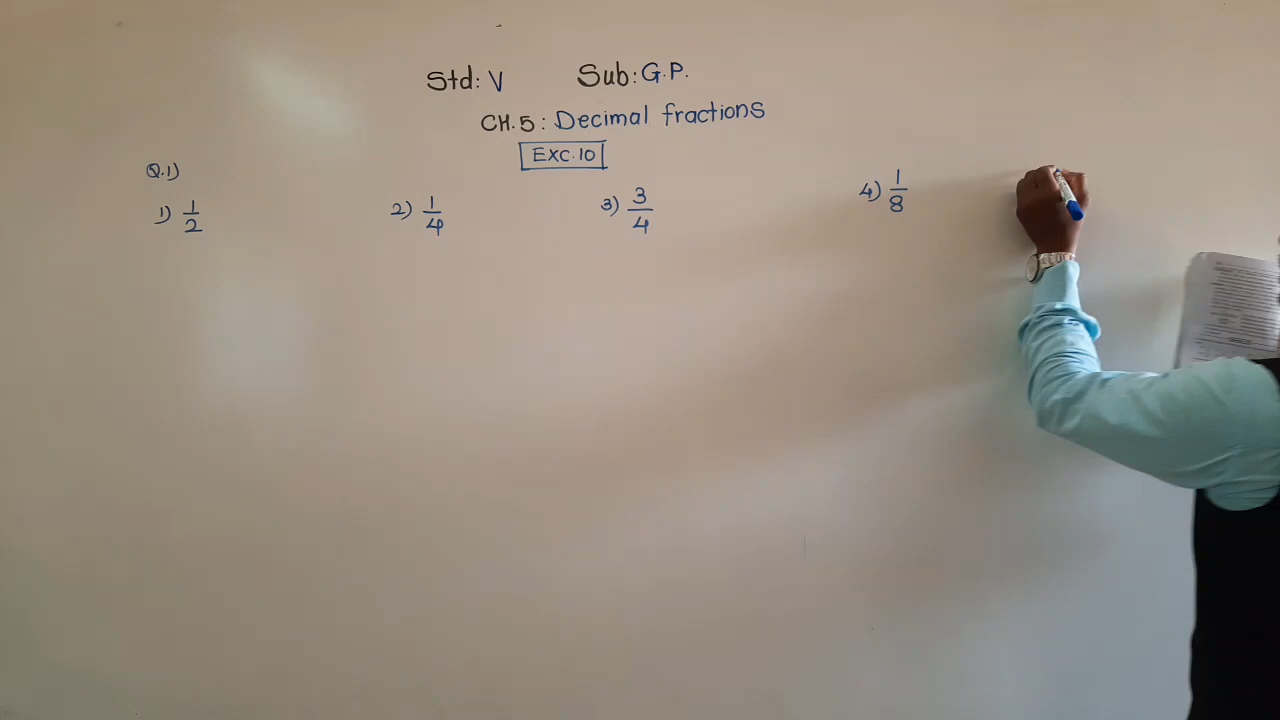 Std: V Sub: G.P.
CH.5: Decimal fractions
EXC.10
Q.1)
1) 1/2 2) 1/4 3) 3/4 4) 1/8